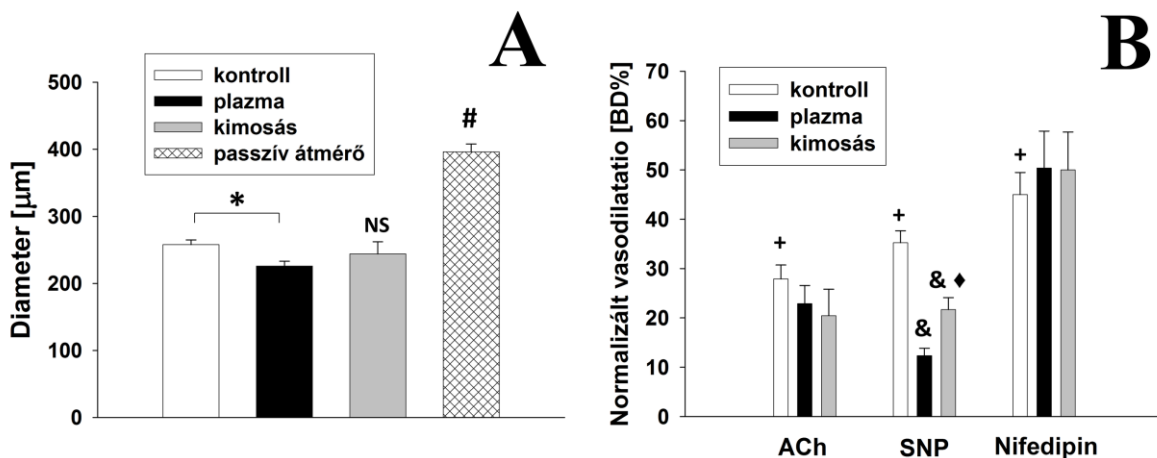 A
kontroll
plazma
kimosás
passzív átmérő
Diameter [µm]
500
400
300
200
100
0
*
NS
#
B
kontroll
plazma
kimosás
Normalizált vasodilatatio [BD%]
70
60
50
40
30
20
10
0
+
+
&
& ♦
+
ACh
SNP
Nifedipin